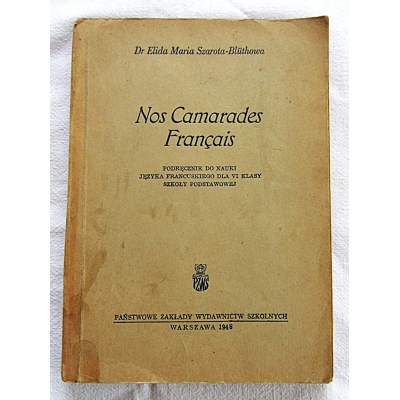 Dr Elida Maria Szarota-Blüthowa
Nos Camarades
Français
PODRĘCZNIK DO NAUKI
JĘZYKA FRANCUSKIEGO DLA VI KLASY
SZKOŁY PODSTAWOWEJ
PZWS
PAŃSTWOWE ZAKŁADY WYDAWNICTW SZKOLNYCH
WARSZAWA 1948